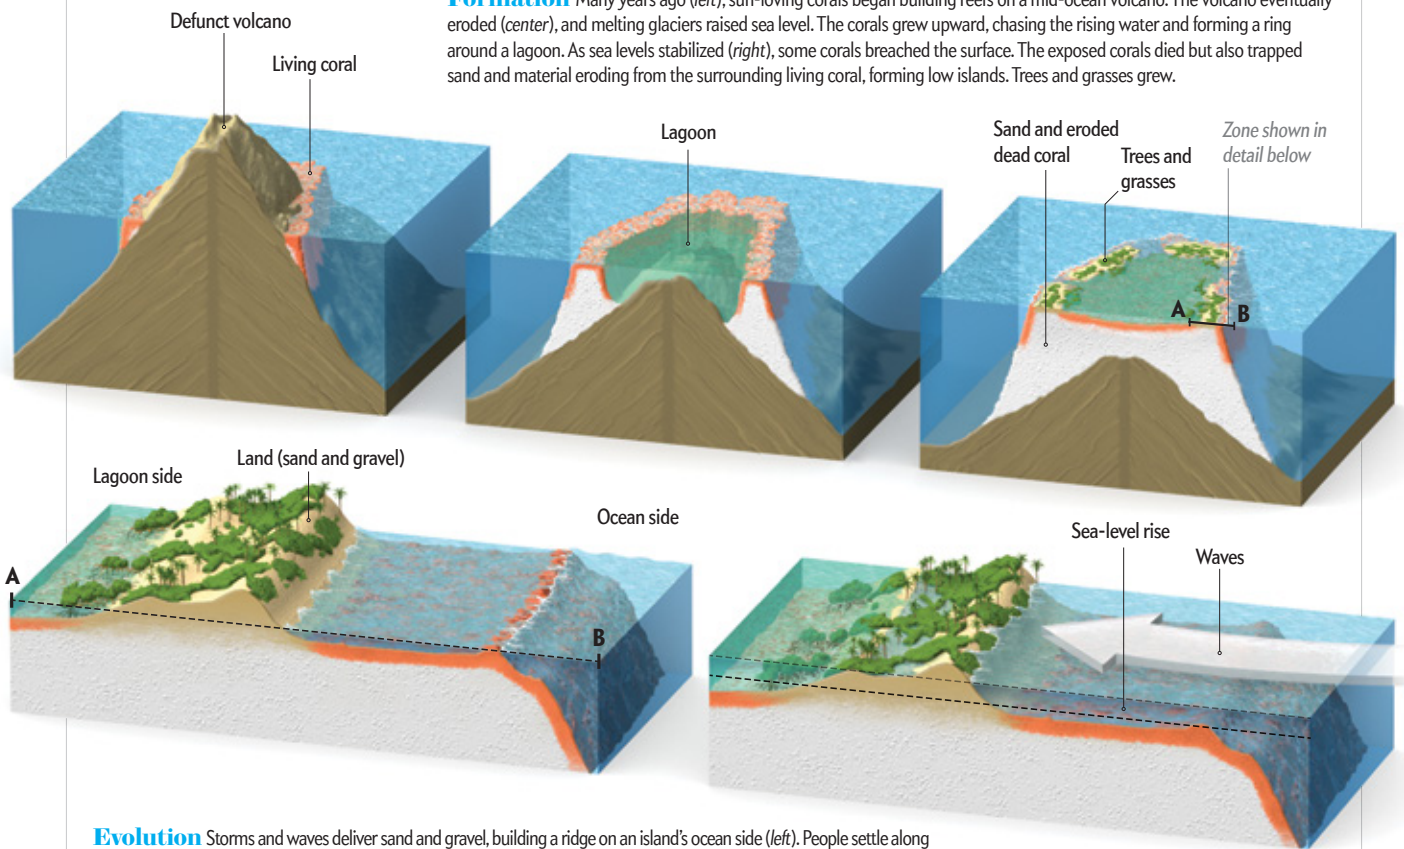 Formation Many years ago (left), sun-loving corals began building reefs on a mid-ocean volcano. The volcano eventually
eroded (center), and melting glaciers raised sea level. The corals grew upward, chasing the rising water and forming a ring
around a lagoon. As sea levels stabilized (right), some corals breached the surface. The exposed corals died but also trapped
sand and material eroding from the surrounding living coral, forming low islands. Trees and grasses grew.
Defunct volcano
Living coral
Lagoon
Sand and eroded
dead coral
Trees and
grasses
Zone shown in
detail below
A
B
Lagoon side
Land (sand and gravel)
Ocean side
A
B
Sea-level rise
Waves
Evolution Storms and waves deliver sand and gravel, building a ridge on an island's ocean side (left). People settle along